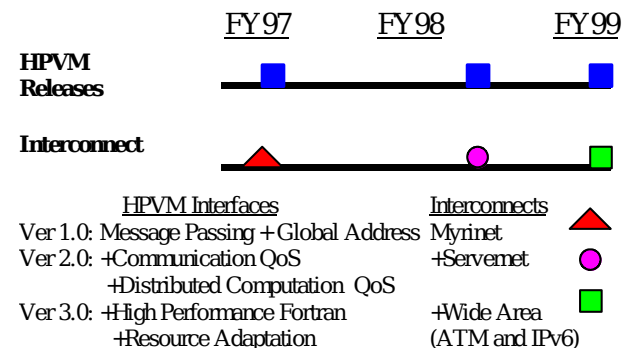 FY97 FY98 FY99
HPVM
Releases
Interconnect
HPVM Interfaces Interconnects
Ver 1.0: Message Passing + Global Address Myrinet
Ver 2.0: +Communication QoS +Servernet
+Distributed Computation QoS
Ver 3.0: +High Performance Fortran +Wide Area
+Resource Adaptation (ATM and IPv6)